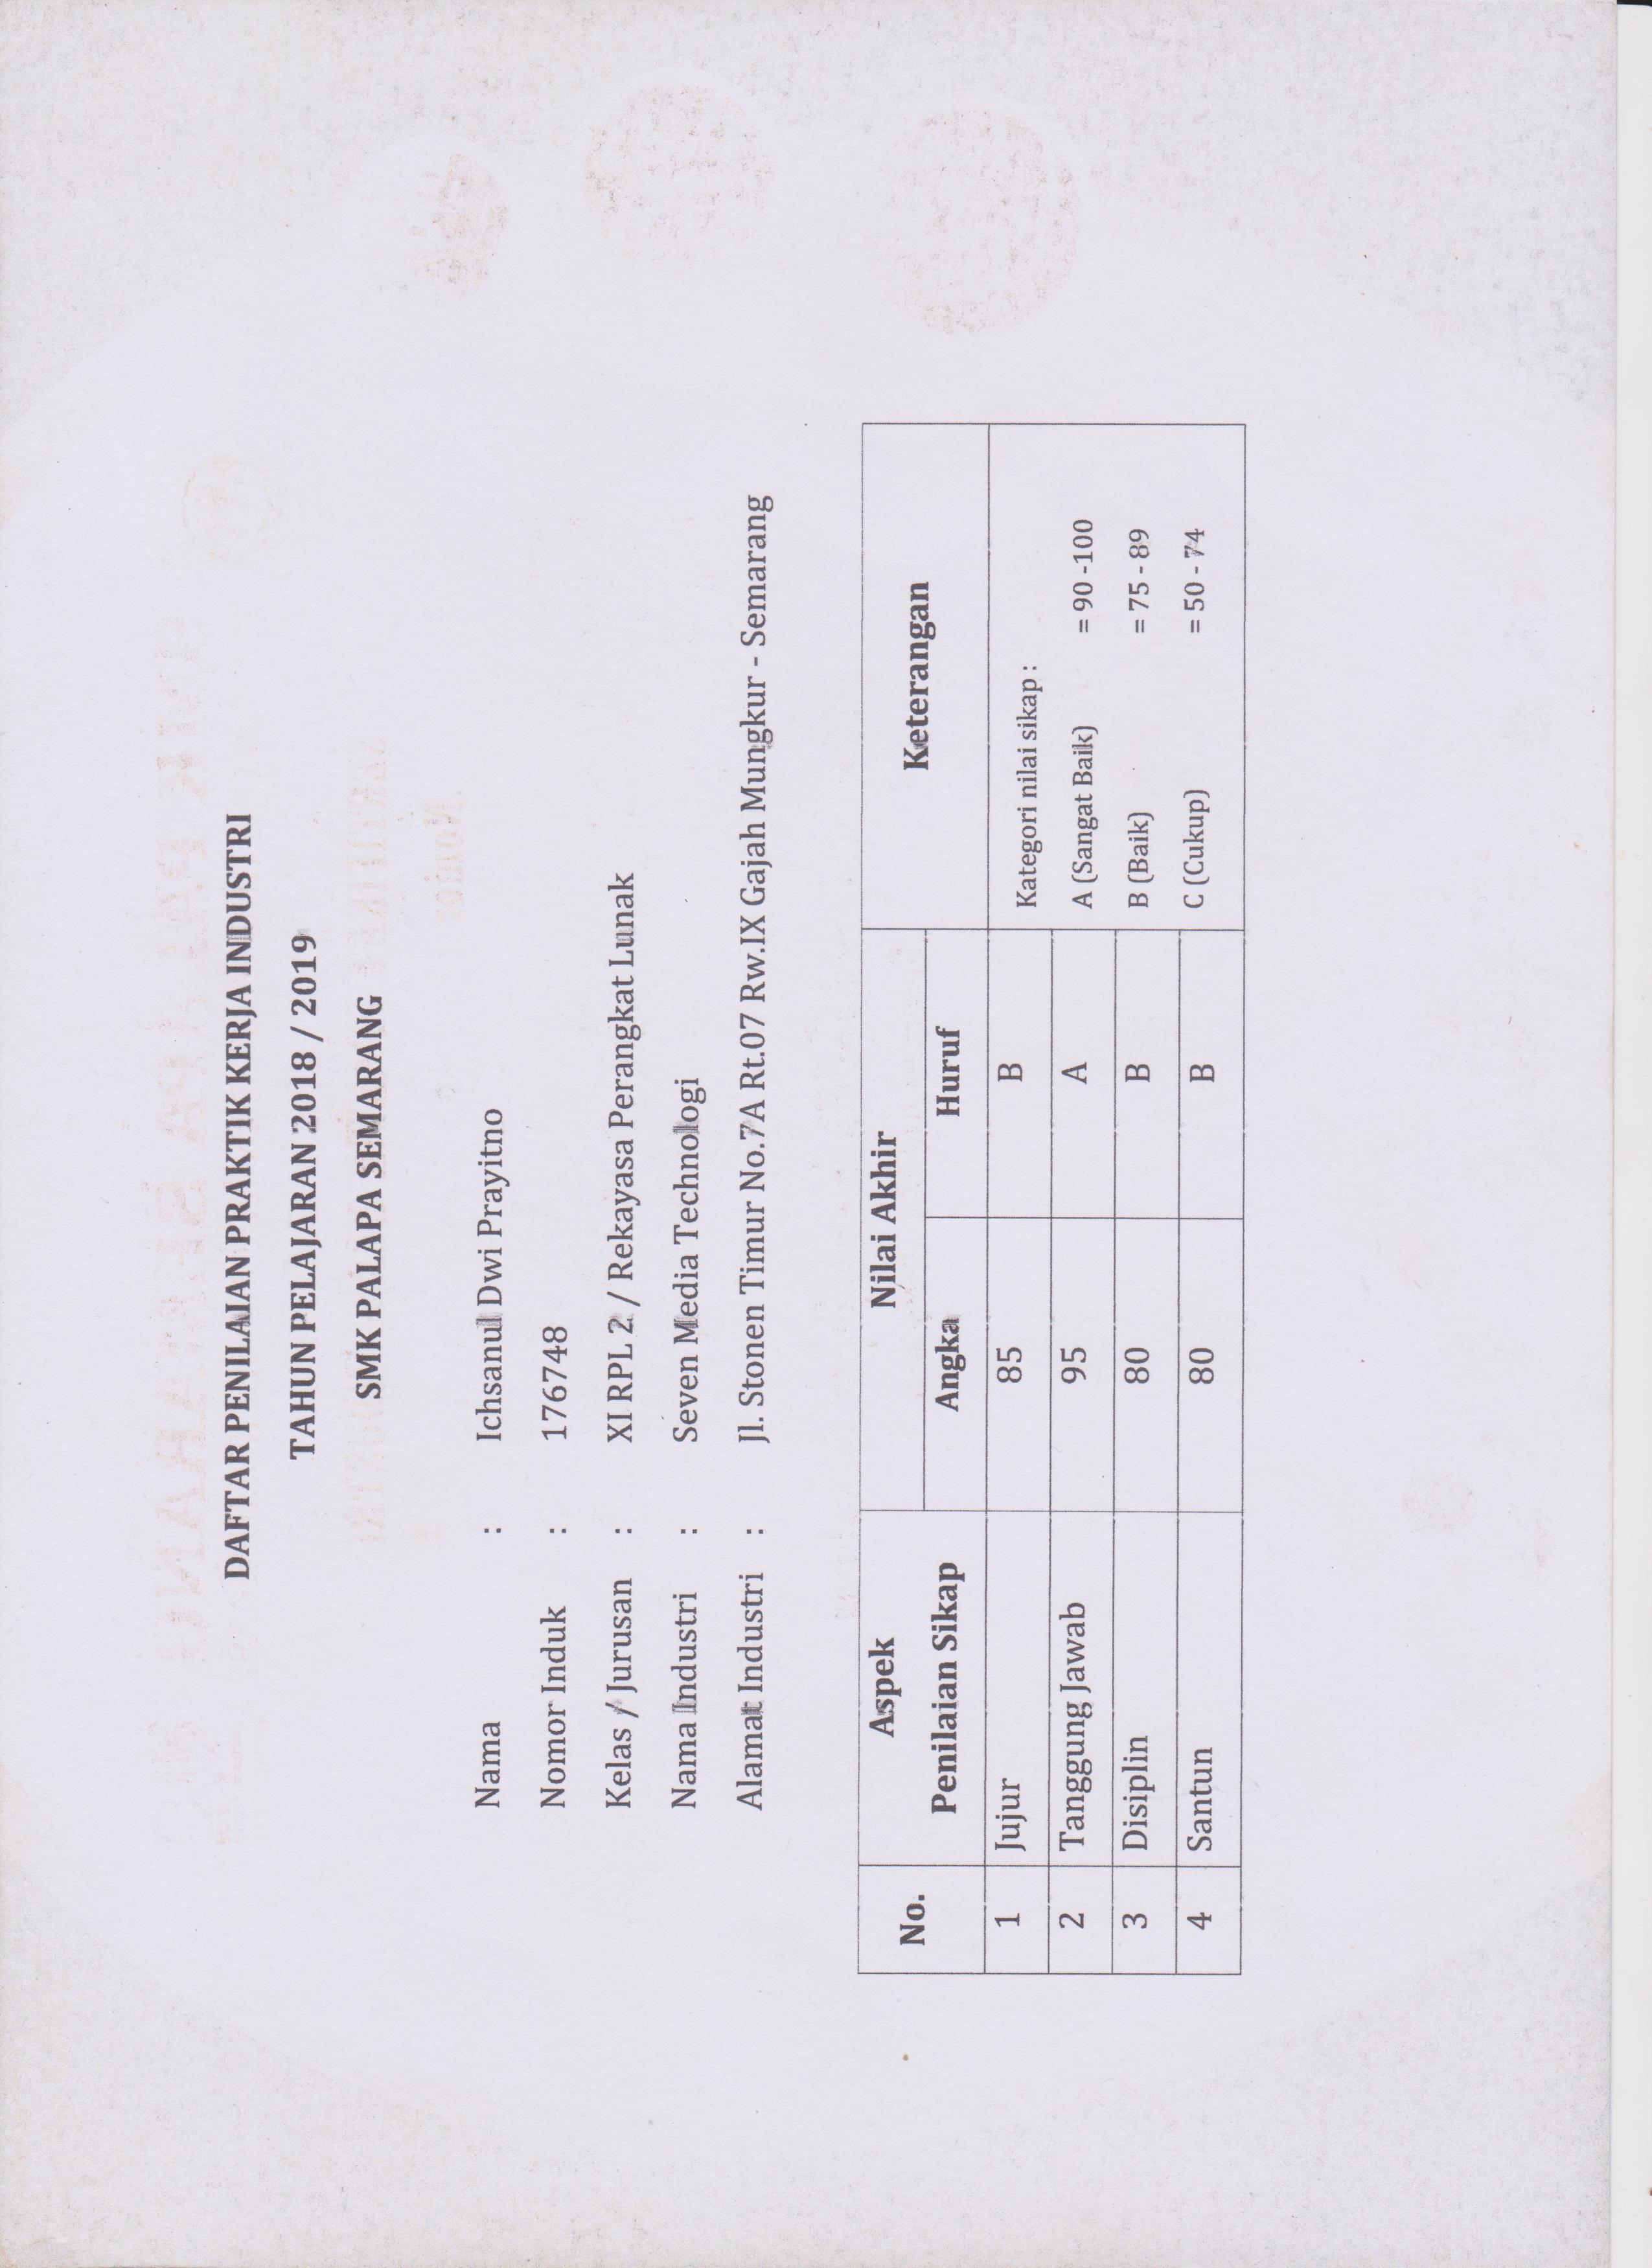 DAFTAR PENILAIAN PRAKTIK KERJA INDUSTRI
TAHUN PELAJARAN 2018 / 2019
SMK PALAPA SEMARANG
Nama : Ichsanul Dwi Prayitno
Nomor Induk : 176748
Kelas / Jurusan : XI RPL 2 / Rekayasa Perangkat Lunak
Nama Industri : Seven Media Technologi
Alamat Industri : Jl. Stonen Timur No.7A Rt.07 Rw.IX Gajah Mungkur - Semarang
No. Aspek Penilaian Sikap Nilai Akhir Keterangan
Angka Huruf
1 Jujur 85 B
2 Tanggung Jawab 95 A
3 Disiplin 80 B
4 Santun 80 B
Kategori nilai sikap :
A (Sangat Baik) = 90 -100
B (Baik) = 75 - 89
C (Cukup) = 50 - 74